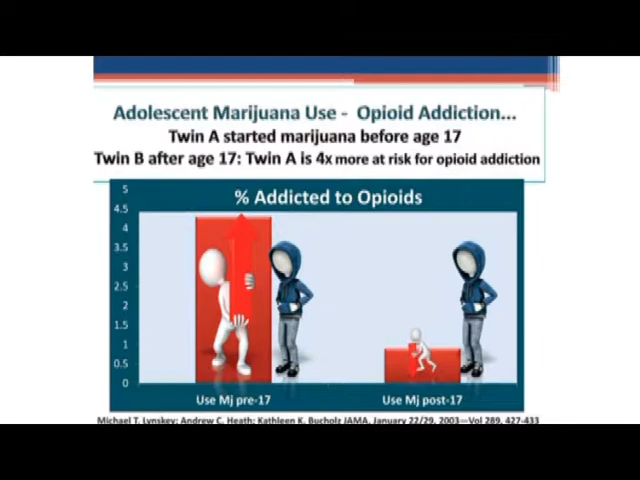 Adolescent Marijuana Use - Opioid Addiction...
Twin A started marijuana before age 17
Twin B after age 17: Twin A is 4x more at risk for opioid addiction
% Addicted to Opioids
5
4.5
4
3.5
3
2.5
2
1.5
1
0.5
0
Use Mj pre-17
Use Mj post-17
Michael T. Lynskey; Andrew C. Heath; Kathleen K. Bucholz JAMA, January 22/29, 2003—Vol 289, 427-433